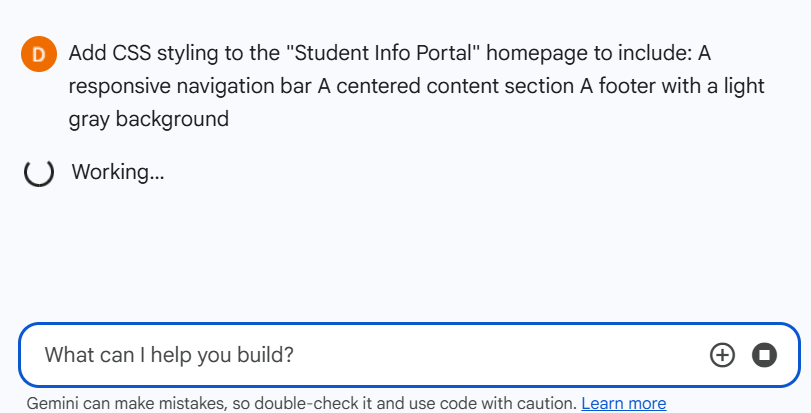 D
Add CSS styling to the "Student Info Portal" homepage to include: A
responsive navigation bar A centered content section A footer with a light
gray background
Working...
What can I help you build?
Gemini can make mistakes, so double-check it and use code with caution. Learn more